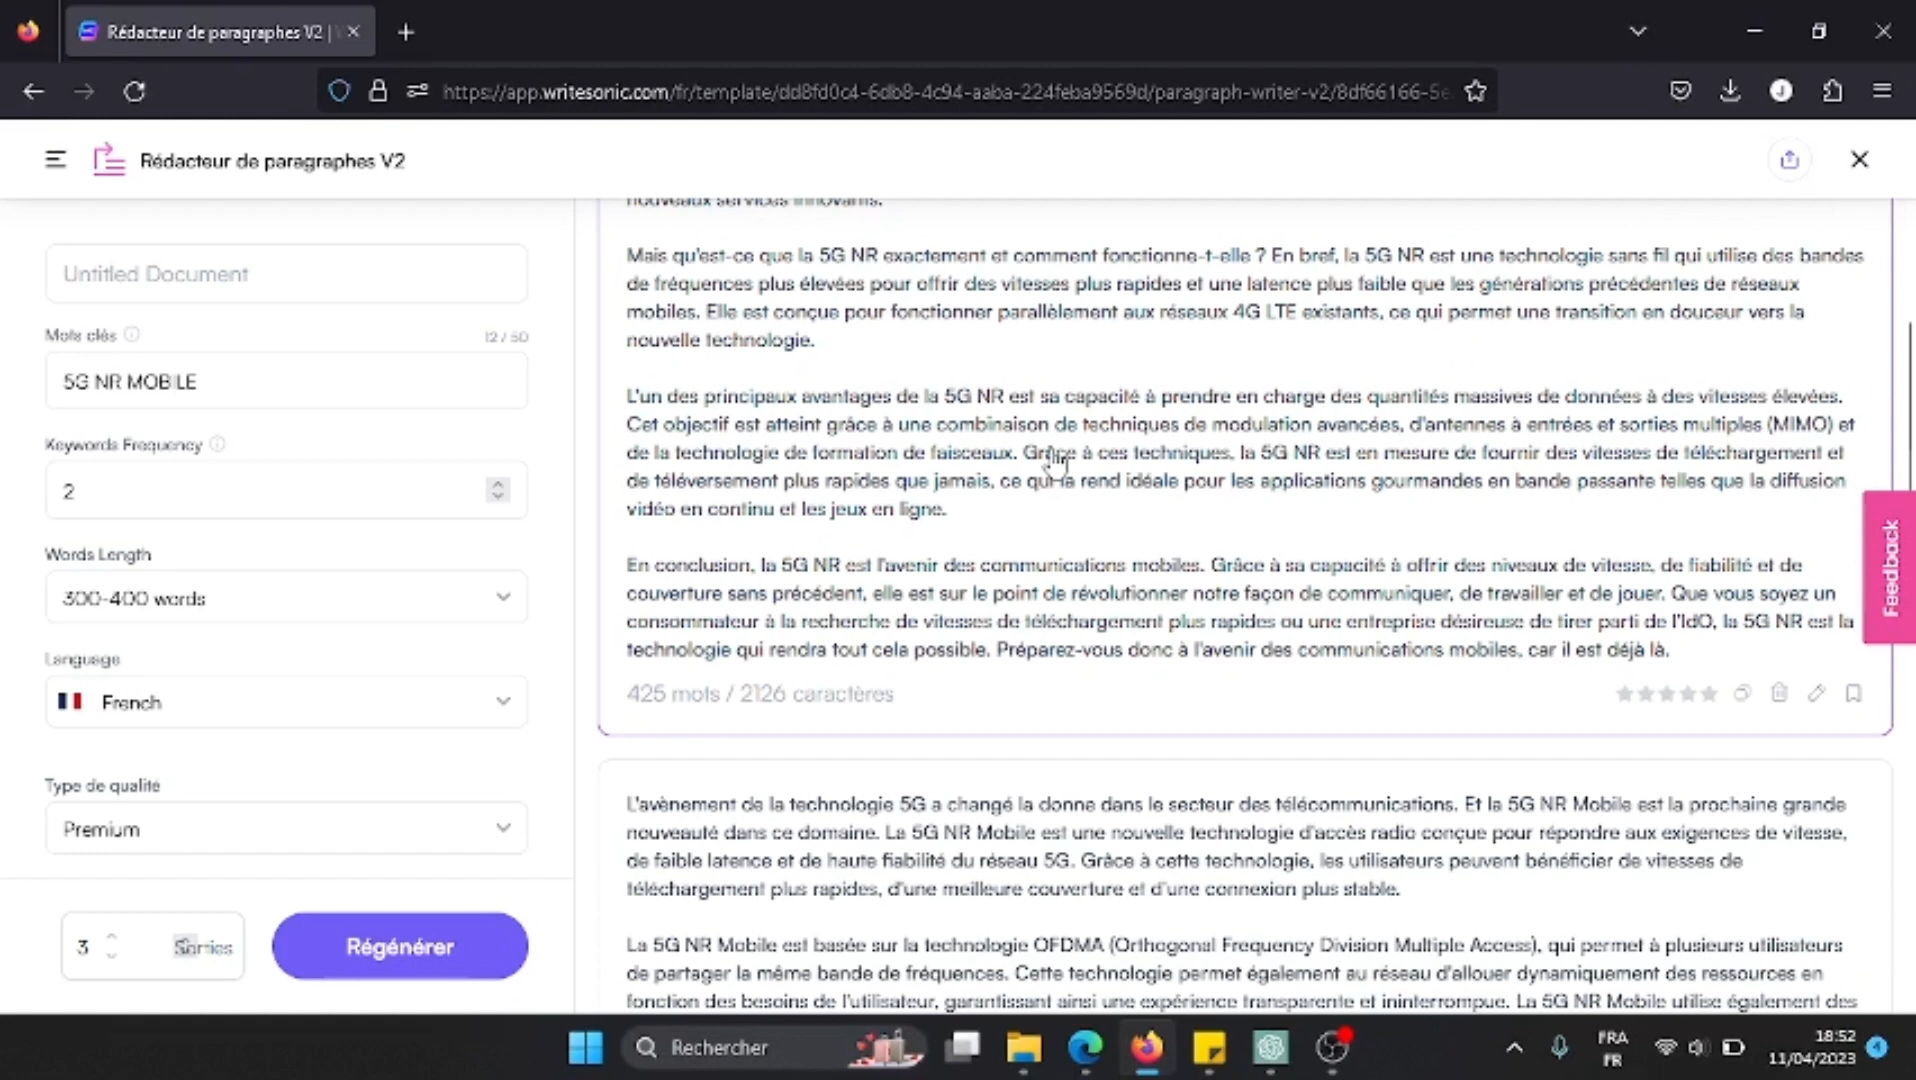 Rédacteur de paragraphes V2 |
https://app.writesonic.com/fr/template/dd8fd0c4-6db8-4c94-aaba-224feba9569d/paragraph-writer-v2/8df66166-5e
Rédacteur de paragraphes V2
Untitled Document
Mots clés
12 / 50
5G NR MOBILE
Keywords Frequency
2
Words Length
300-400 words
Language
French
Type de qualité
Premium
3
Sorties
Régénérer
nouveaux services innovants.
Mais qu'est-ce que la 5G NR exactement et comment fonctionne-t-elle ? En bref, la 5G NR est une technologie sans fil qui utilise des bandes
de fréquences plus élevées pour offrir des vitesses plus rapides et une latence plus faible que les générations précédentes de réseaux
mobiles. Elle est conçue pour fonctionner parallèlement aux réseaux 4G LTE existants, ce qui permet une transition en douceur vers la
nouvelle technologie.
L'un des principaux avantages de la 5G NR est sa capacité à prendre en charge des quantités massives de données à des vitesses élevées.
Cet objectif est atteint grâce à une combinaison de techniques de modulation avancées, d'antennes à entrées et sorties multiples (MIMO) et
de la technologie de formation de faisceaux. Grâce à ces techniques, la 5G NR est en mesure de fournir des vitesses de téléchargement et
de téléversement plus rapides que jamais, ce qui la rend idéale pour les applications gourmandes en bande passante telles que la diffusion
vidéo en continu et les jeux en ligne.
En conclusion, la 5G NR est l'avenir des communications mobiles. Grâce à sa capacité à offrir des niveaux de vitesse, de fiabilité et de
couverture sans précédent, elle est sur le point de révolutionner notre façon de communiquer, de travailler et de jouer. Que vous soyez un
consommateur à la recherche de vitesses de téléchargement plus rapides ou une entreprise désireuse de tirer parti de l'IdO, la 5G NR est la
technologie qui rendra tout cela possible. Préparez-vous donc à l'avenir des communications mobiles, car il est déjà là.
425 mots / 2126 caractères
L'avènement de la technologie 5G a changé la donne dans le secteur des télécommunications. Et la 5G NR Mobile est la prochaine grande
nouveauté dans ce domaine. La 5G NR Mobile est une nouvelle technologie d'accès radio conçue pour répondre aux exigences de vitesse,
de faible latence et de haute fiabilité du réseau 5G. Grâce à cette technologie, les utilisateurs peuvent bénéficier de vitesses de
téléchargement plus rapides, d'une meilleure couverture et d'une connexion plus stable.
La 5G NR Mobile est basée sur la technologie OFDMA (Orthogonal Frequency Division Multiple Access), qui permet à plusieurs utilisateurs
de partager la même bande de fréquences. Cette technologie permet également au réseau d'allouer dynamiquement des ressources en
fonction des besoins de l'utilisateur, garantissant ainsi une expérience transparente et ininterrompue. La 5G NR Mobile utilise également des
Feedback
Rechercher
FRA
FR
18:52
11/04/2023
4